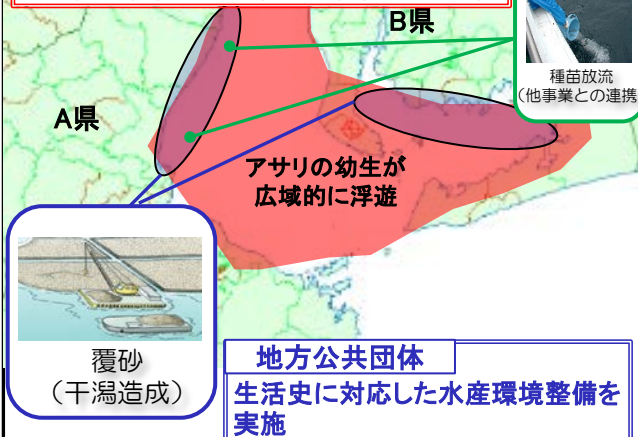 B県
種苗放流
（他事業との連携
A県
アサリの幼生が
広域的に浮遊
覆砂
（干潟造成）
地方公共団体
生活史に対応した水産環境整備を
実施